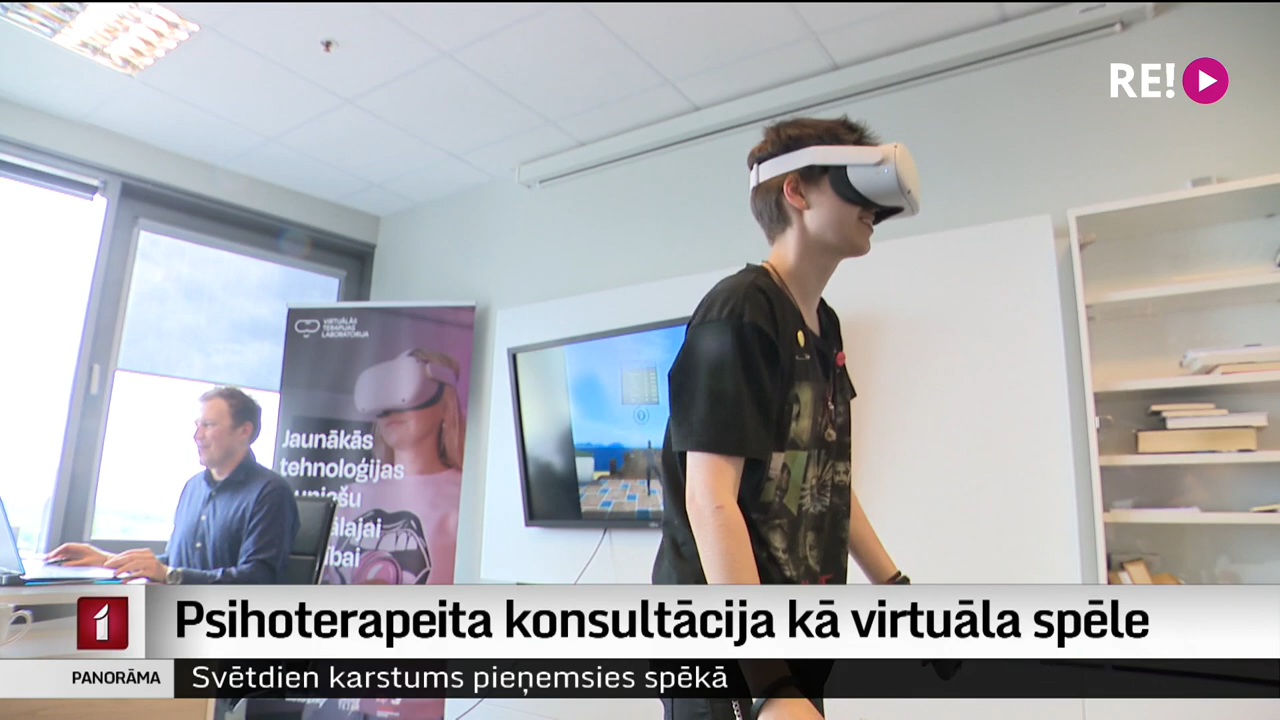 RE!
VIRTUĀLĀS
TERAPIJAS
LABORATORIJA
Jaunākās
tehnoloģijas
1
Psihoterapeita konsultācija kā virtuāla spēle
PANORĀMA
Svētdien karstums pieņemsies spēkā